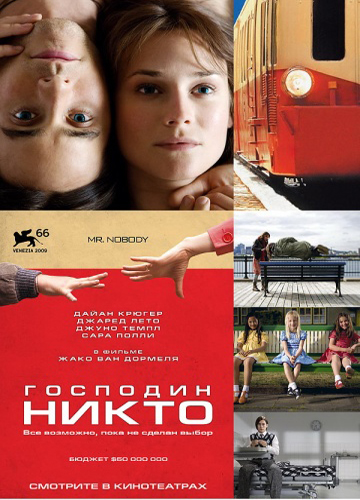 66
VENEZIA 2009
MR. NOBODY
ДАЙАН КРЮГЕР
ДЖАРЕД ЛЕТО
ДЖУНО ТЕМПЛ
САРА ПОЛЛИ
В ФИЛЬМЕ
ЖАКО ВАН ДОРМЕЛЯ
ГОСПОДИН
НИКТО
Все возможно, пока не сделан выбор
БЮДЖЕТ $50 000 000
СМОТРИТЕ В КИНОТЕАТРАХ